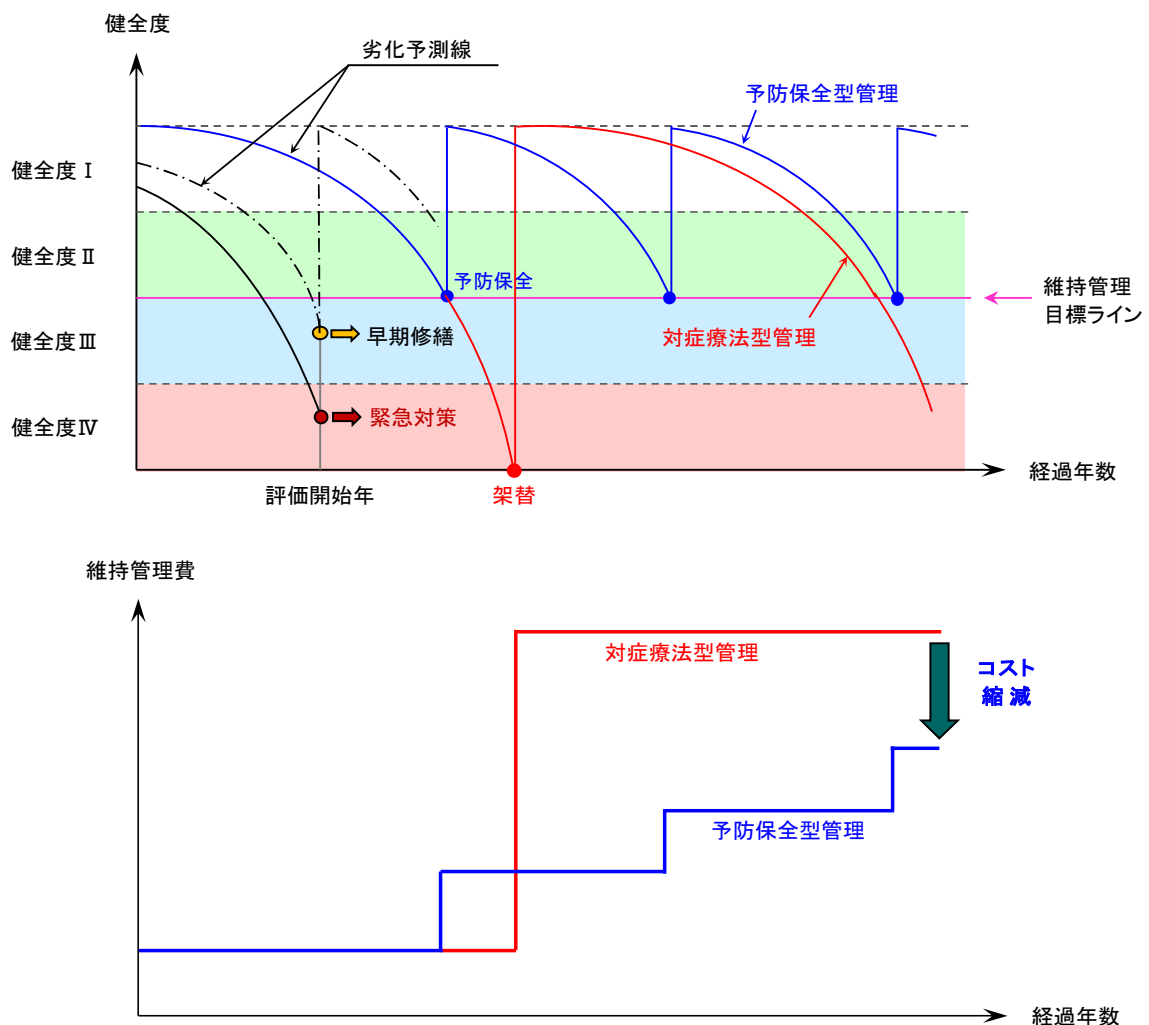 健全度
劣化予測線
予防保全型管理
健全度Ⅰ
健全度Ⅱ
予防保全
維持管理
目標ライン
健全度Ⅲ
早期修繕
対症療法型管理
健全度Ⅳ
緊急対策
経過年数
評価開始年
架替
維持管理費
対症療法型管理
コスト
縮減
予防保全型管理
経過年数